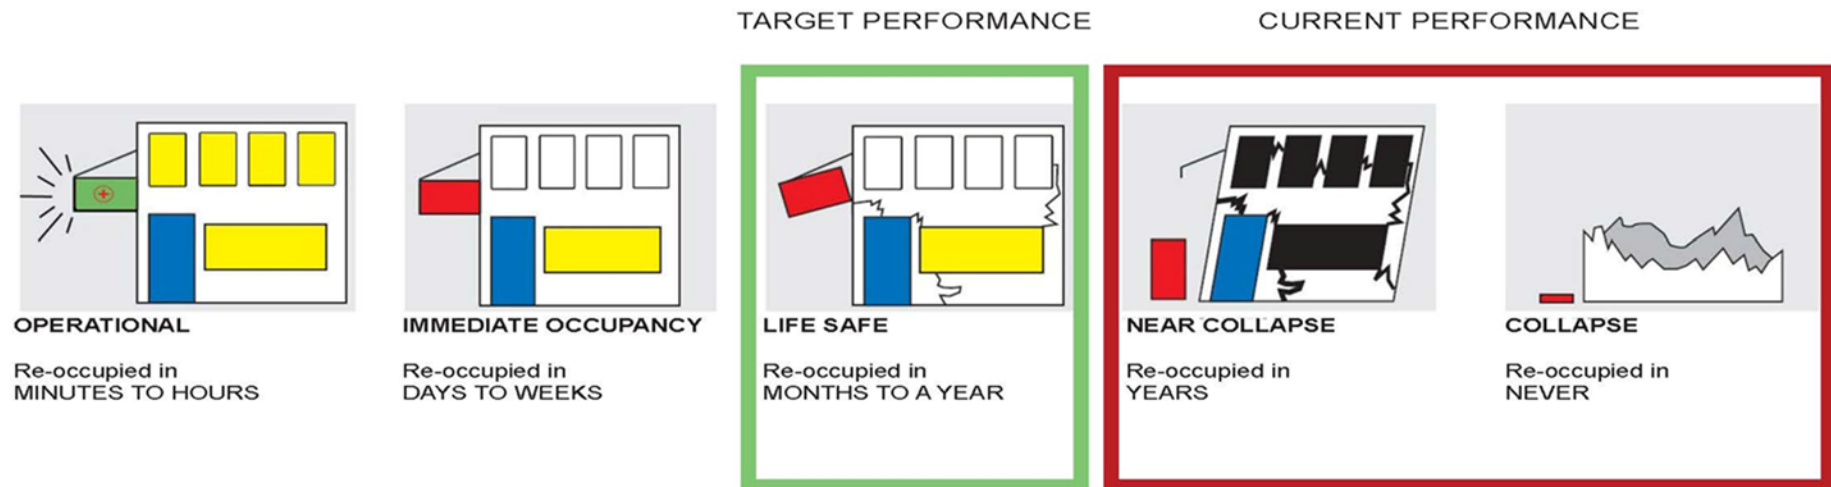 TARGET PERFORMANCE
CURRENT PERFORMANCE
OPERATIONAL
Re-occupied in
MINUTES TO HOURS
IMMEDIATE OCCUPANCY
Re-occupied in
DAYS TO WEEKS
LIFE SAFE
Re-occupied in
MONTHS TO A YEAR
NEAR COLLAPSE
Re-occupied in
YEARS
COLLAPSE
Re-occupied in
NEVER